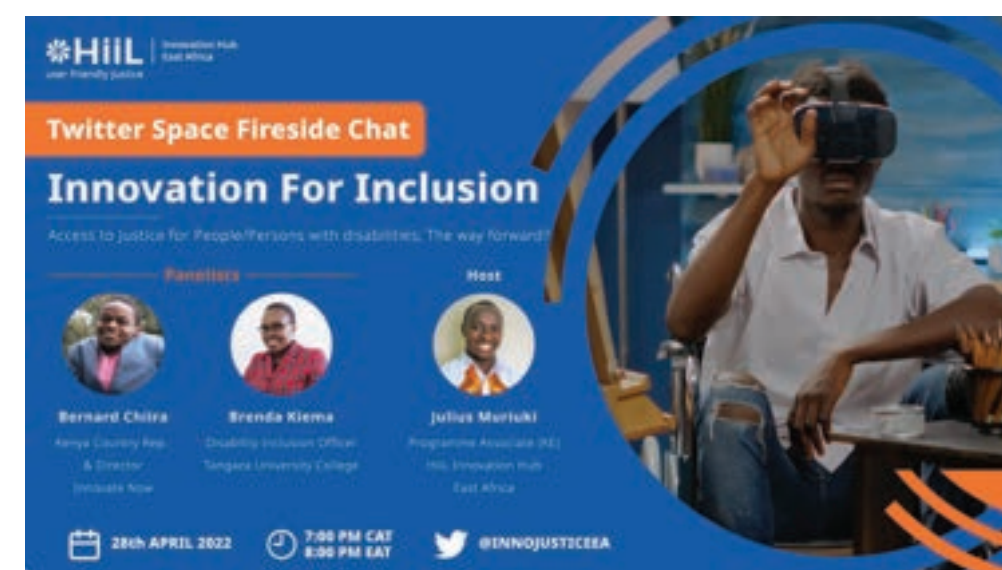 HiiL
Innovation Hub
East Africa
user friendly justice
Twitter Space Fireside Chat
Innovation For Inclusion
Access to Justice for People/Persons with disabilities. The way forward!
Panelists
Host
Bernard Chiira
Kenya Country Rep.
& Director
Innovate Now
Brenda Kiema
Disability Inclusion Officer
Tangaza University College
Julius Muriuki
Programme Associate (AE)
HiiL Innovation Hub
East Africa
28th APRIL 2022
7:00 PM CAT
8:00 PM EAT
@INNOJUSTICEEA